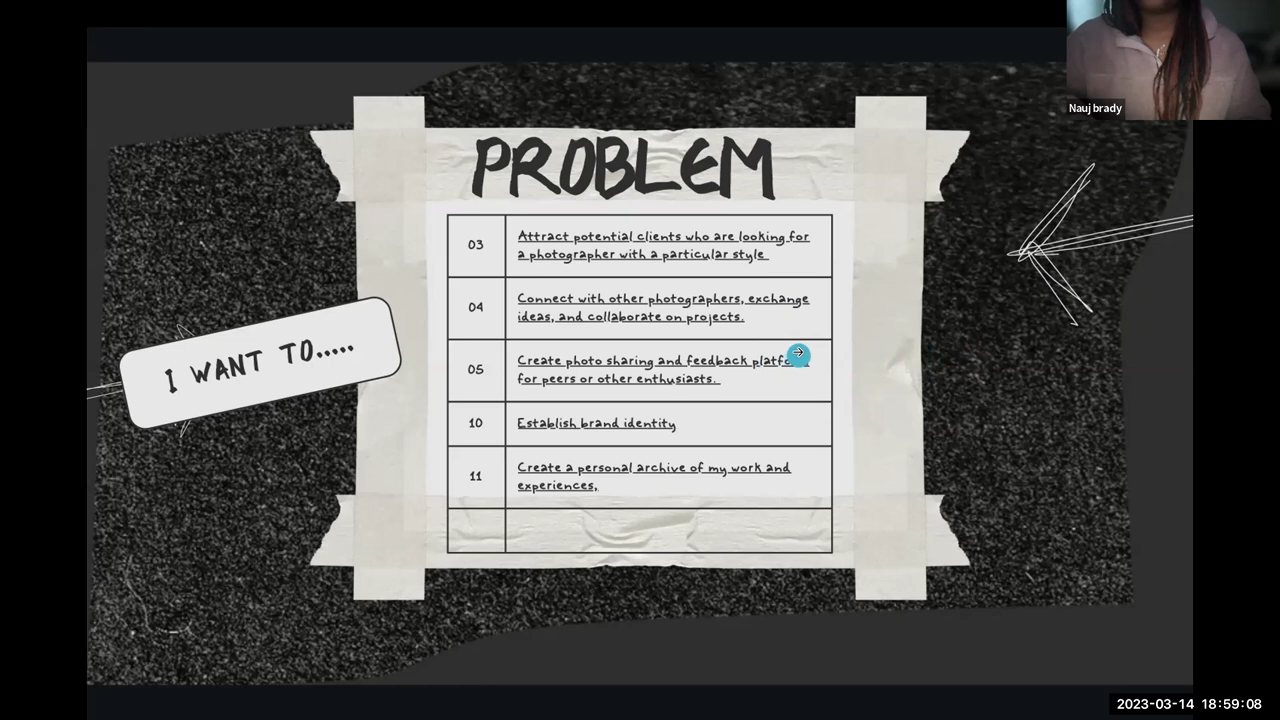 Nauj brady
PROBLEM
I WANT TO.....
03
Attract potential clients who are looking for
a photographer with a particular style
04
Connect with other photographers, exchange
ideas, and collaborate on projects.
05
Create photo sharing and feedback
for peers or other enthusiasts.
10
Establish brand identity
11
Create a personal archive of my work and
experiences,
2023-03-14 18:59:08